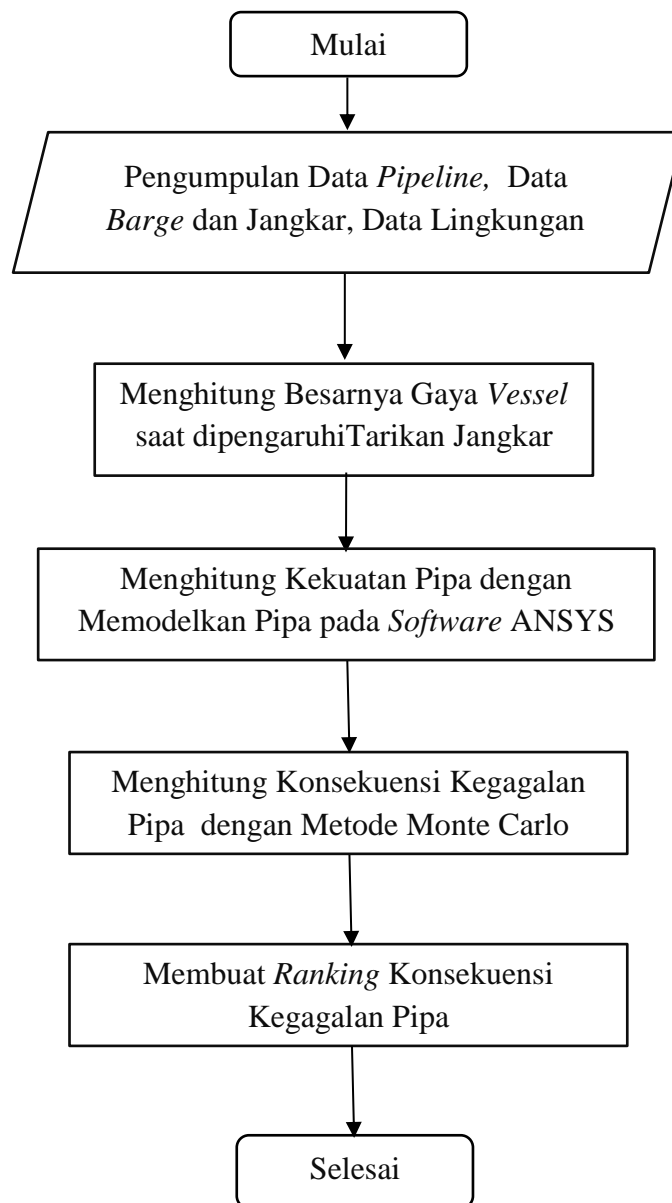 Mulai
Pengumpulan Data Pipeline, Data
Barge dan Jangkar, Data Lingkungan
Menghitung Besarnya Gaya Vessel
saat dipengaruhiTarikan Jangkar
Menghitung Kekuatan Pipa dengan
Memodelkan Pipa pada Software ANSYS
Menghitung Konsekuensi Kegagalan
Pipa dengan Metode Monte Carlo
Membuat Ranking Konsekuensi
Kegagalan Pipa
Selesai